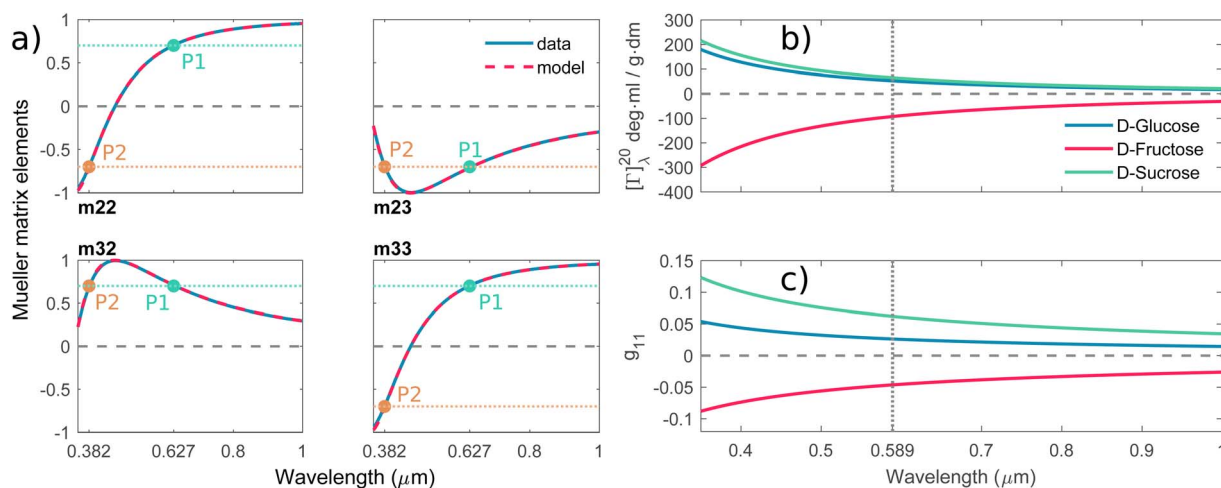 a)
Mueller matrix elements
1
0.5
0
-0.5
-1
P1
P2
m22
data
model
P2
P1
m23
m32
1
0.5
0
-0.5
-1
P2
P1
0.382 0.627 0.8 1
m33
P1
P2
0.382 0.627 0.8 1
Wavelength (μm)
b)
[Γ]λ²⁰ deg·ml / g·dm
300
200
100
0
-100
-200
-300
-400
D-Glucose
D-Fructose
D-Sucrose
c)
g₁₁
0.15
0.1
0.05
0
-0.05
-0.1
0.4 0.5 0.589 0.7 0.8 0.9 1
Wavelength (μm)